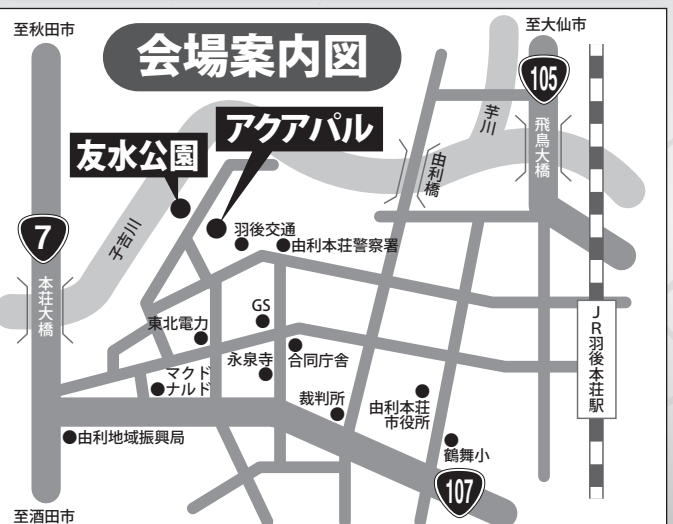 至秋田市
会場案内図
至大仙市
105
芋川
飛鳥大橋
アクアパル
友水公園
由利橋
子吉川
7
本荘大橋
羽後交通
由利本荘警察署
GS
東北電力
JR羽後本荘駅
永泉寺
合同庁舎
マクド
ナルド
裁判所
由利本荘
市役所
由利地域振興局
鶴舞小
107
至酒田市